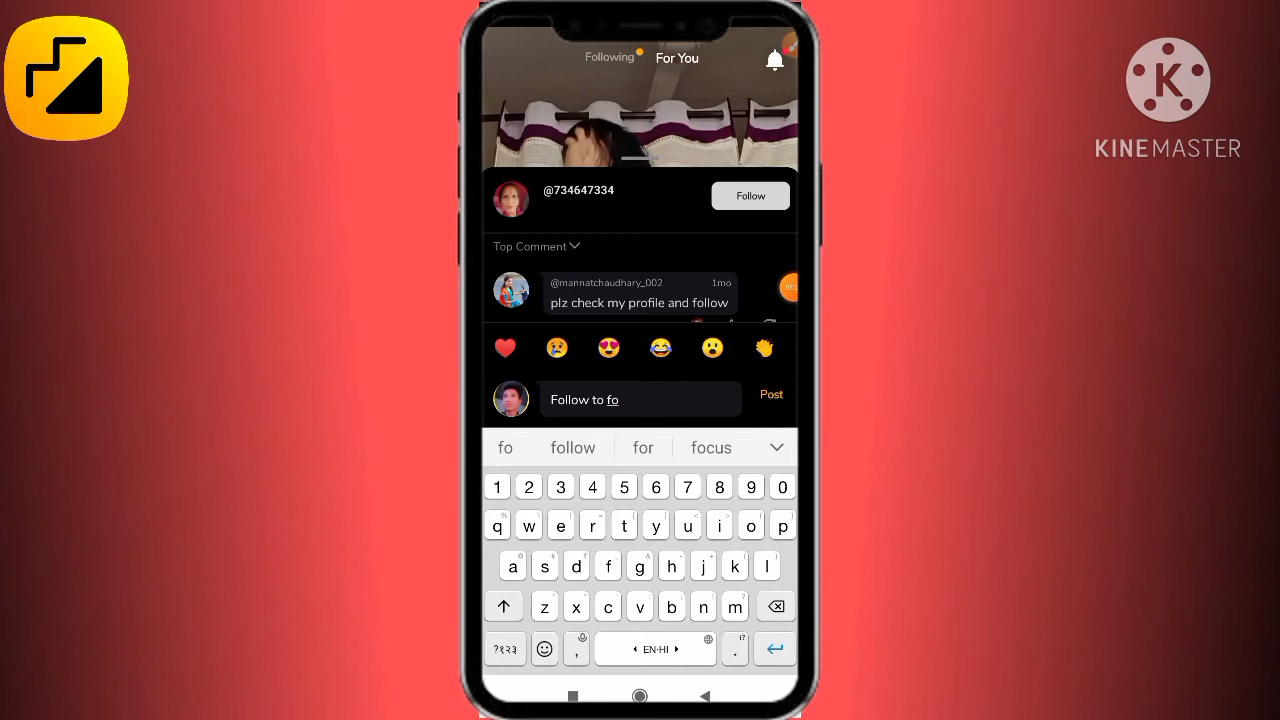 Following For You
@734647334
Follow
Top Comment
@mannatchaudhary_002 1mo
plz check my profile and follow
Follow to fo
Post
fo follow for focus
1 2 3 4 5 6 7 8 9 0
q w e r t y u i o p
a s d f g h j k l
z x c v b n m
?१२३ , EN·HI .
K
KINEMASTER